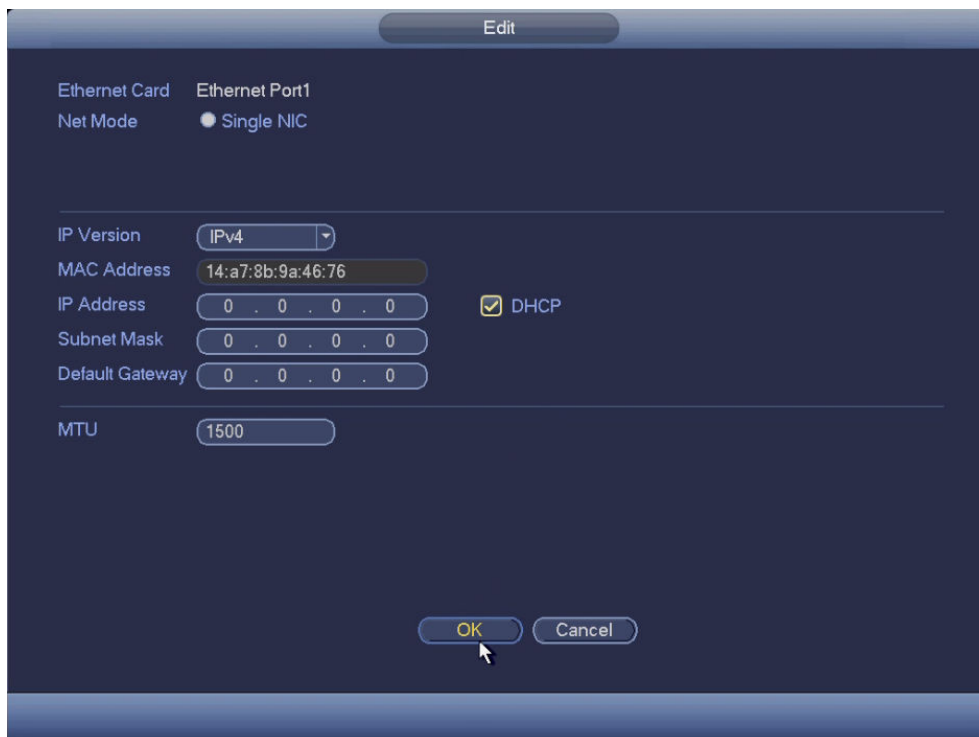 Edit
Ethernet Card Ethernet Port1
Net Mode Single NIC
IP Version IPv4
MAC Address 14:a7:8b:9a:46:76
IP Address 0 . 0 . 0 . 0 DHCP
Subnet Mask 0 . 0 . 0 . 0
Default Gateway 0 . 0 . 0 . 0
MTU 1500
OK Cancel